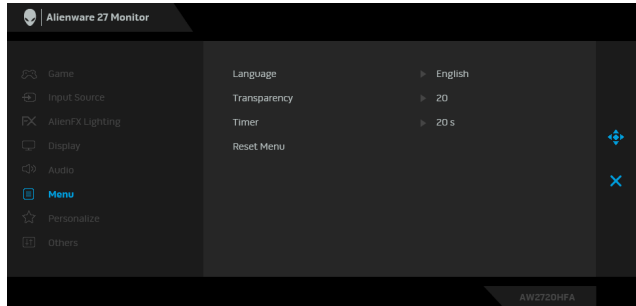 Alienware 27 Monitor
Game
Input Source
AlienFX Lighting
Display
Audio
Menu
Personalize
Others
Language English
Transparency 20
Timer 20 s
Reset Menu
AW2720HFA